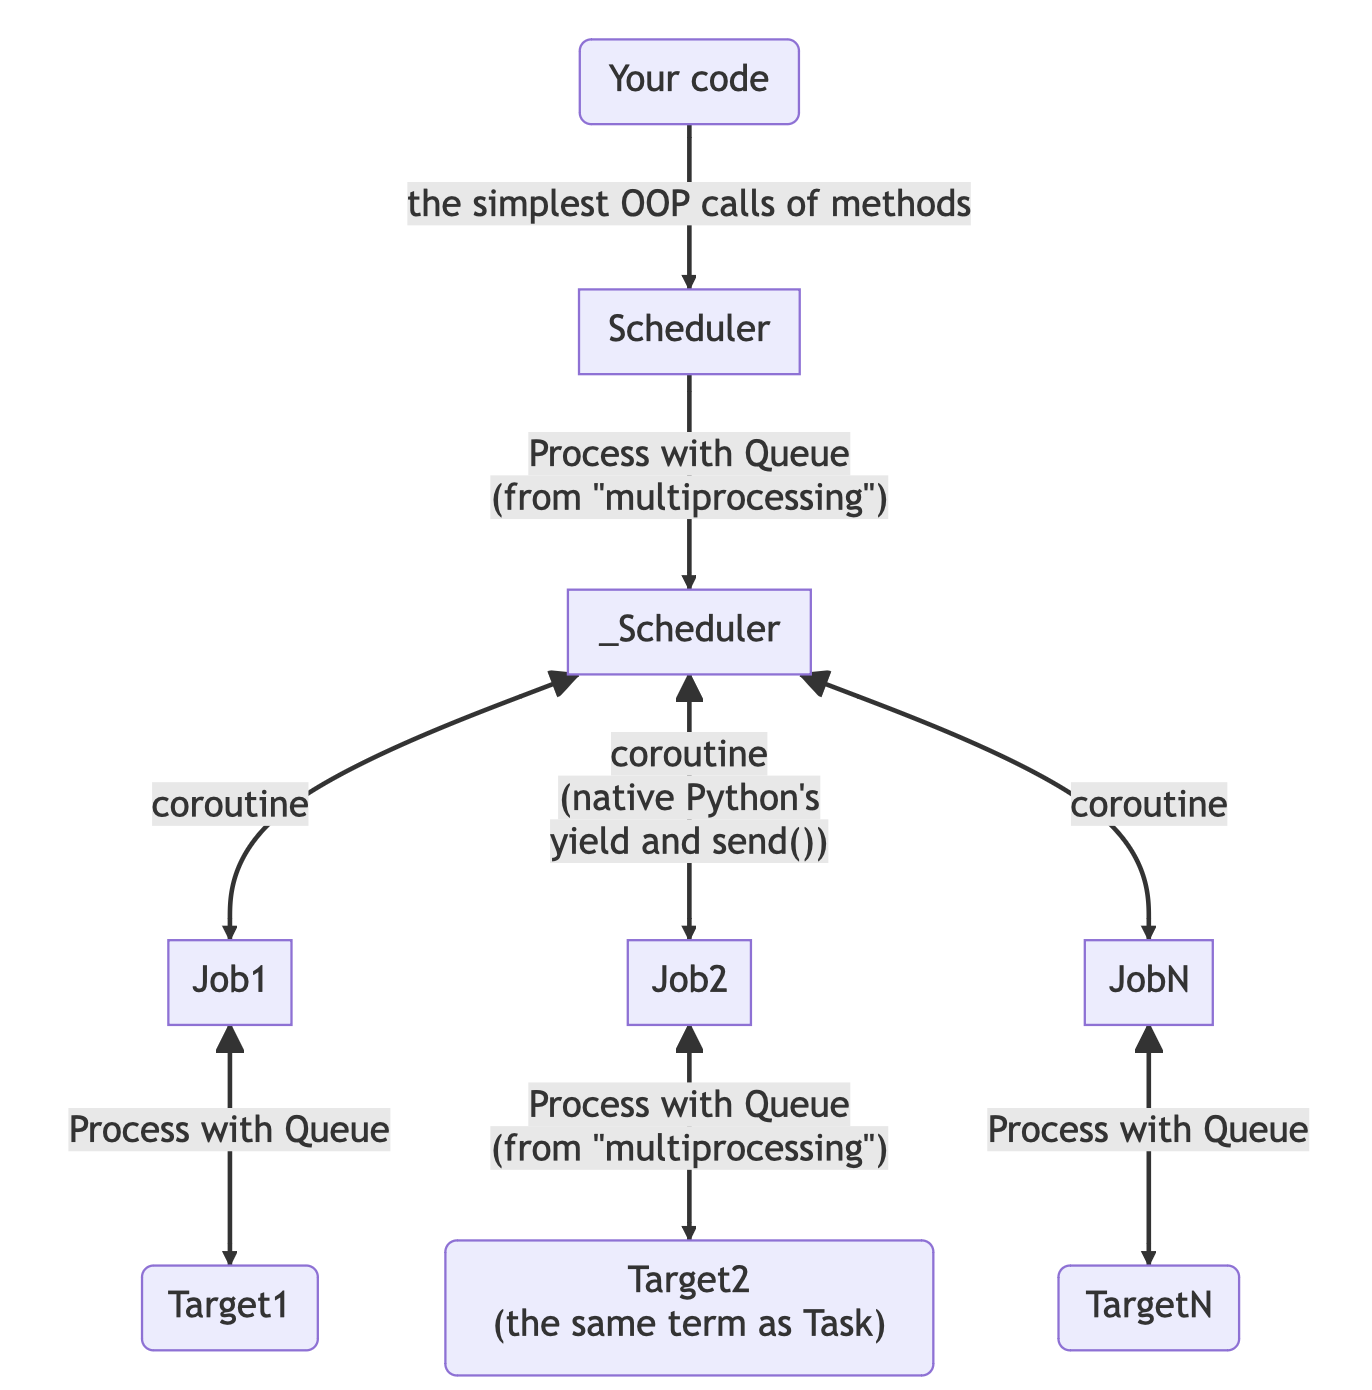 Your code
the simplest OOP calls of methods
Scheduler
Process with Queue
(from "multiprocessing")
_Scheduler
coroutine
coroutine
(native Python's
yield and send())
coroutine
Job1
Job2
JobN
Process with Queue
Process with Queue
(from "multiprocessing")
Process with Queue
Target1
Target2
(the same term as Task)
TargetN